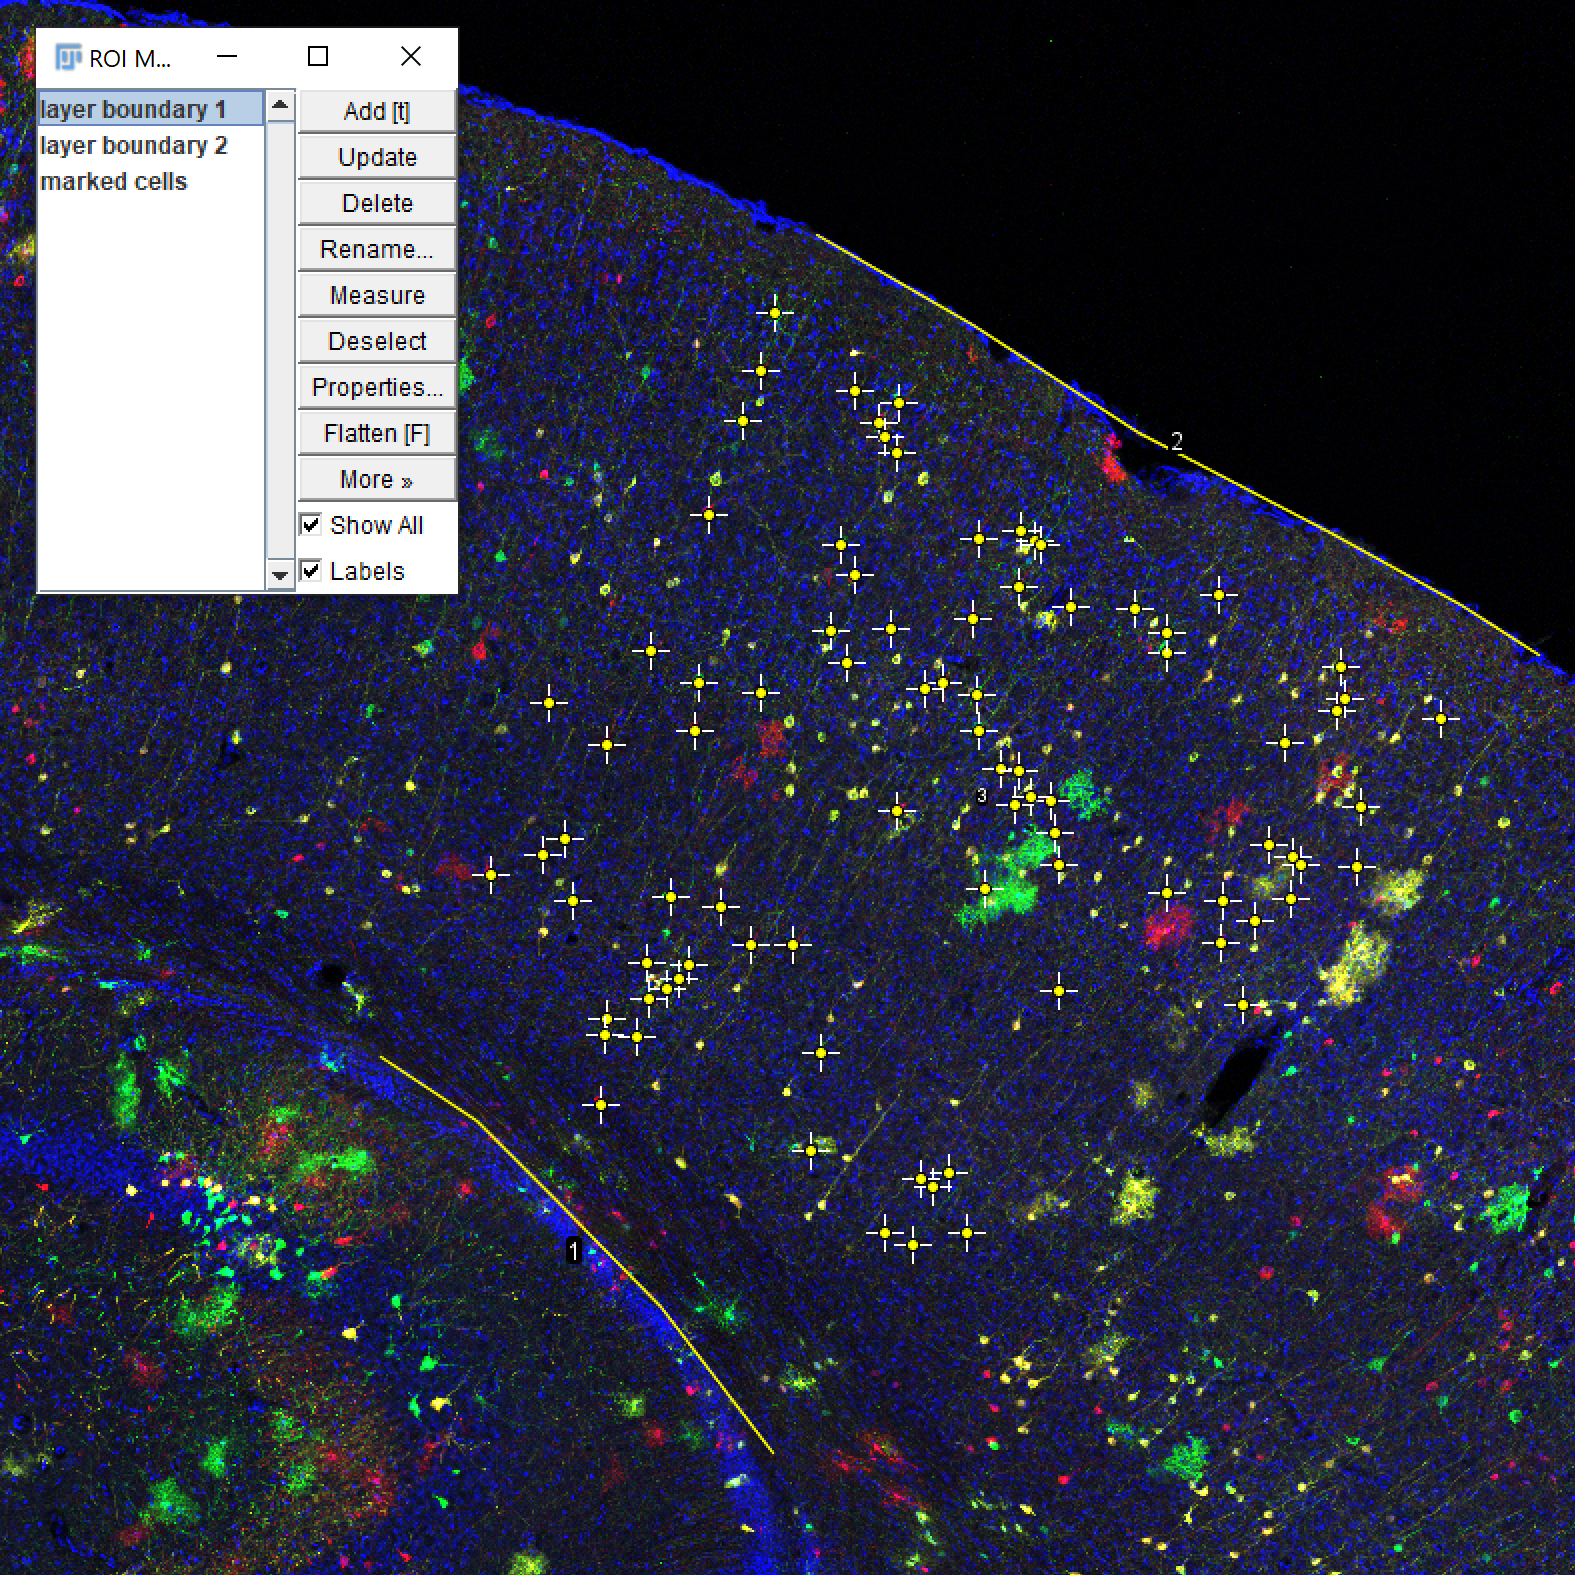 ROI M...
layer boundary 1
layer boundary 2
marked cells
Add [t]
Update
Delete
Rename...
Measure
Deselect
Properties...
Flatten [F]
More »
Show All
Labels
2
3
1